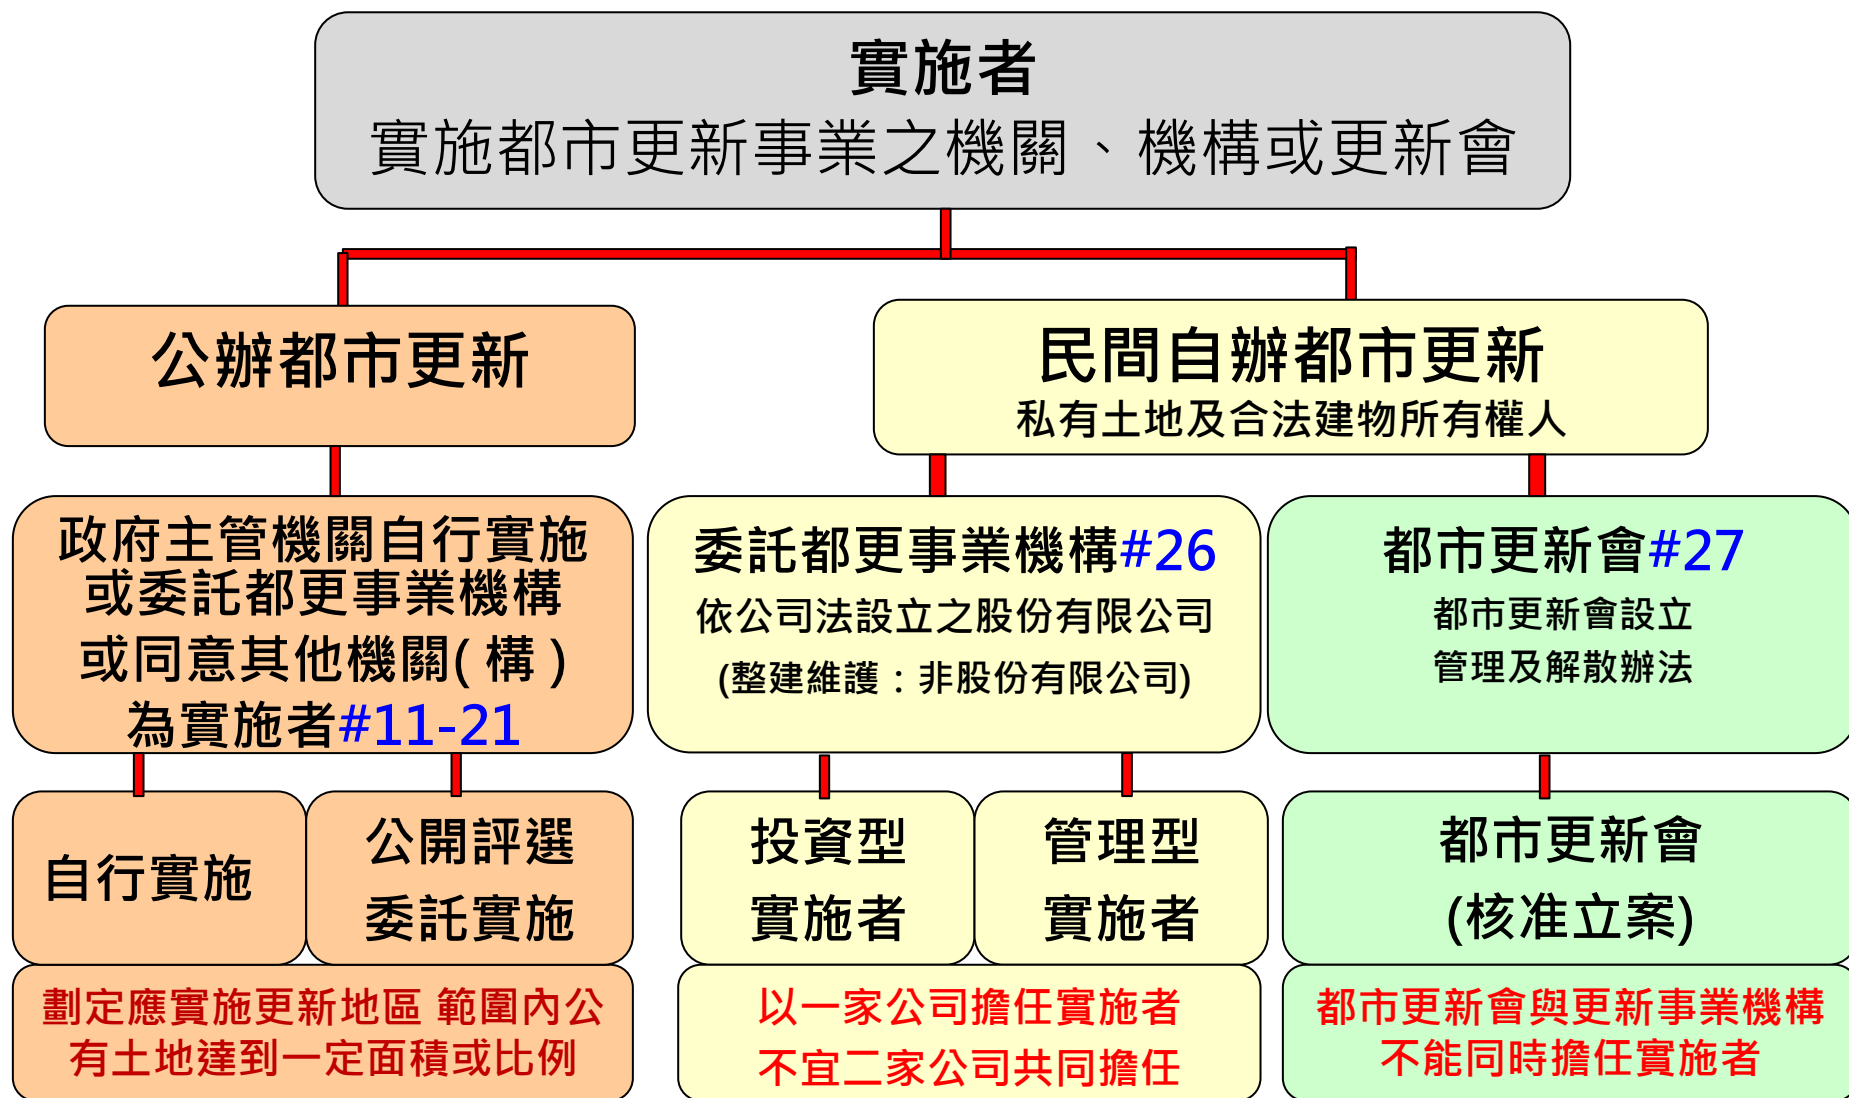 實施者
實施都市更新事業之機關、機構或更新會
公辦都市更新
民間自辦都市更新
私有土地及合法建物所有權人
政府主管機關自行實施
或委託都更事業機構
或同意其他機關(構)
為實施者#11-21
委託都更事業機構#26
依公司法設立之股份有限公司
(整建維護：非股份有限公司)
都市更新會#27
都市更新會設立
管理及解散辦法
自行實施
公開評選
委託實施
投資型
實施者
管理型
實施者
都市更新會
(核准立案)
劃定應實施更新地區 範圍內公
有土地達到一定面積或比例
以一家公司擔任實施者
不宜二家公司共同擔任
都市更新會與更新事業機構
不能同時擔任實施者